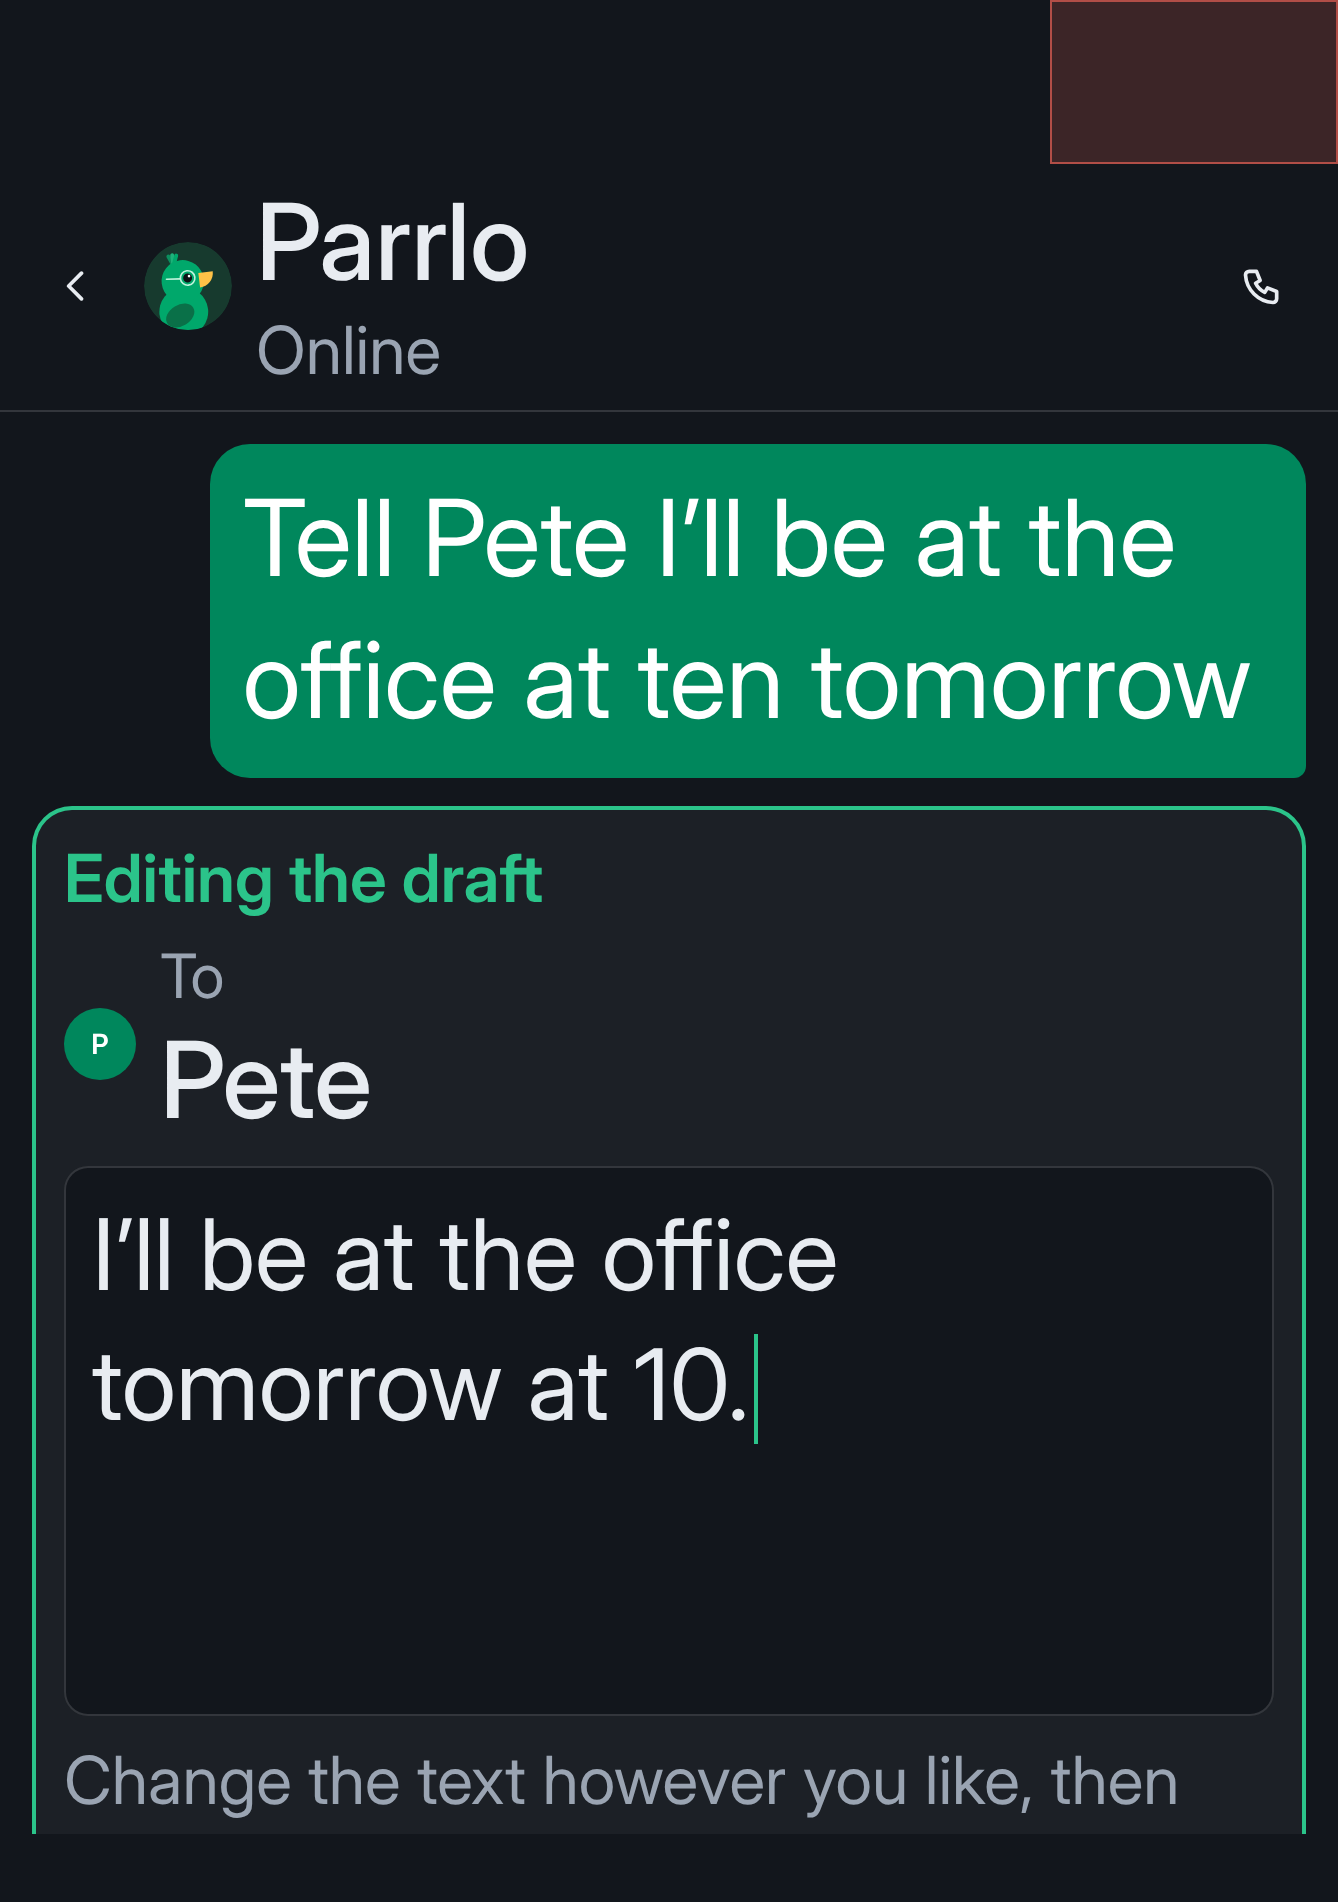 Parrlo
Online
Tell Pete I’ll be at the
office at ten tomorrow
Editing the draft
To
P
Pete
I’ll be at the office
tomorrow at 10.
Change the text however you like, then